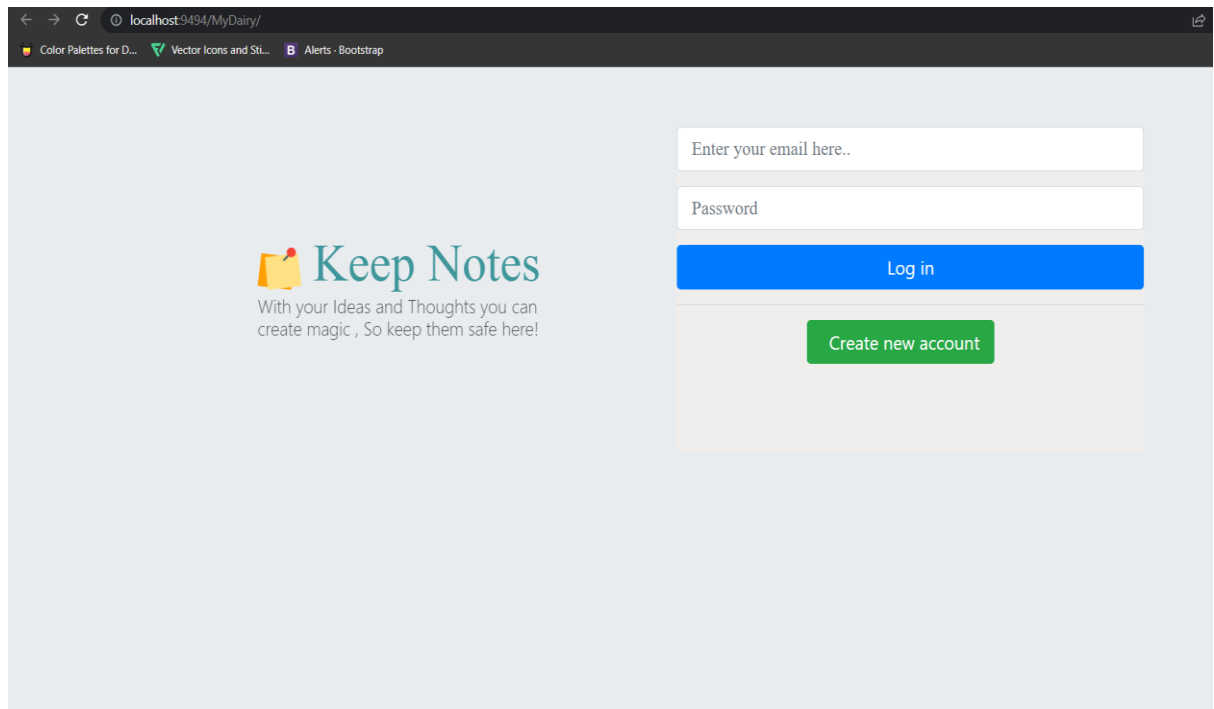 localhost:9494/MyDairy/
Color Palettes for D... Vector Icons and Sti... B Alerts · Bootstrap
Enter your email here..
Password
Keep Notes
With your Ideas and Thoughts you can
create magic , So keep them safe here!
Log in
Create new account